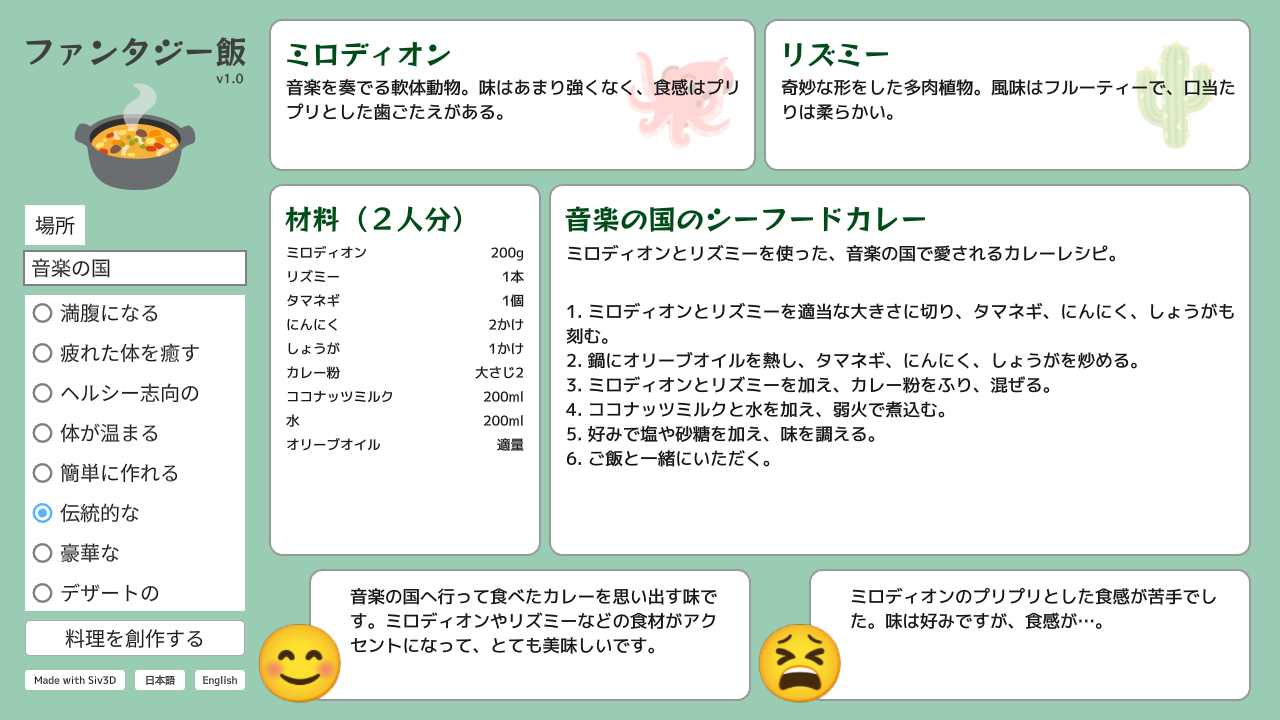 ファンタジー飯
v1.0
場所
音楽の国
満腹になる
疲れた体を癒す
ヘルシー志向の
体が温まる
簡単に作れる
伝統的な
豪華な
デザートの
料理を創作する
Made with Siv3D
日本語
English
ミロディオン
音楽を奏でる軟体動物。味はあまり強くなく、食感はプリ
プリとした歯ごたえがある。
リズミー
奇妙な形をした多肉植物。風味はフルーティーで、口当た
りは柔らかい。
材料（２人分）
ミロディオン 200g
リズミー 1本
タマネギ 1個
にんにく 2かけ
しょうが 1かけ
カレー粉 大さじ2
ココナッツミルク 200ml
水 200ml
オリーブオイル 適量
音楽の国のシーフードカレー
ミロディオンとリズミーを使った、音楽の国で愛されるカレーレシピ。
1. ミロディオンとリズミーを適当な大きさに切り、タマネギ、にんにく、しょうがも
刻む。
2. 鍋にオリーブオイルを熱し、タマネギ、にんにく、しょうがを炒める。
3. ミロディオンとリズミーを加え、カレー粉をふり、混ぜる。
4. ココナッツミルクと水を加え、弱火で煮込む。
5. 好みで塩や砂糖を加え、味を調える。
6. ご飯と一緒にいただく。
音楽の国へ行って食べたカレーを思い出す味で
す。ミロディオンやリズミーなどの食材がアク
セントになって、とても美味しいです。
ミロディオンのプリプリとした食感が苦手でし
た。味は好みですが、食感が…。